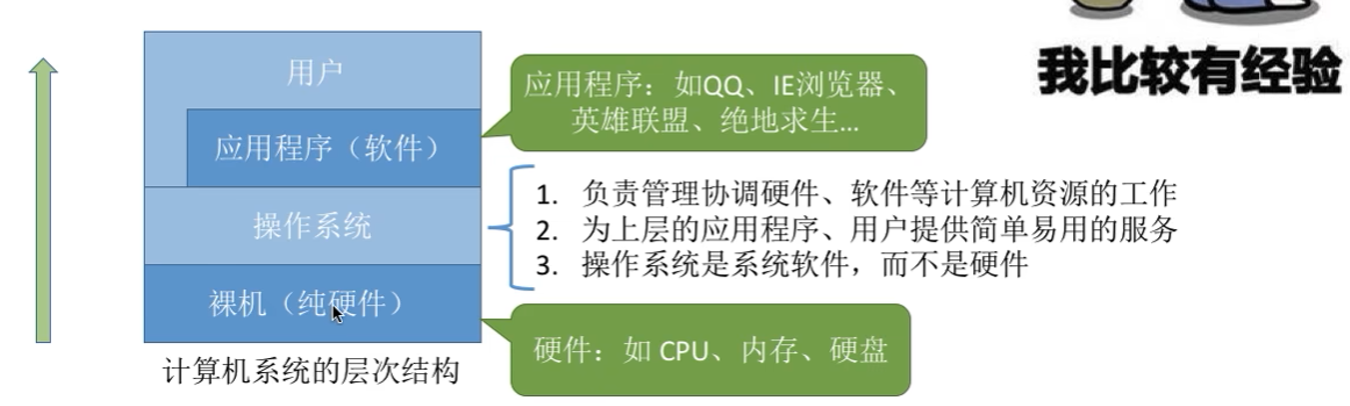 我比较有经验
用户
应用程序（软件）
操作系统
裸机（纯硬件）
计算机系统的层次结构
应用程序：如QQ、IE浏览器、
英雄联盟、绝地求生...
1. 负责管理协调硬件、软件等计算机资源的工作
2. 为上层的应用程序、用户提供简单易用的服务
3. 操作系统是系统软件，而不是硬件
硬件：如 CPU、内存、硬盘